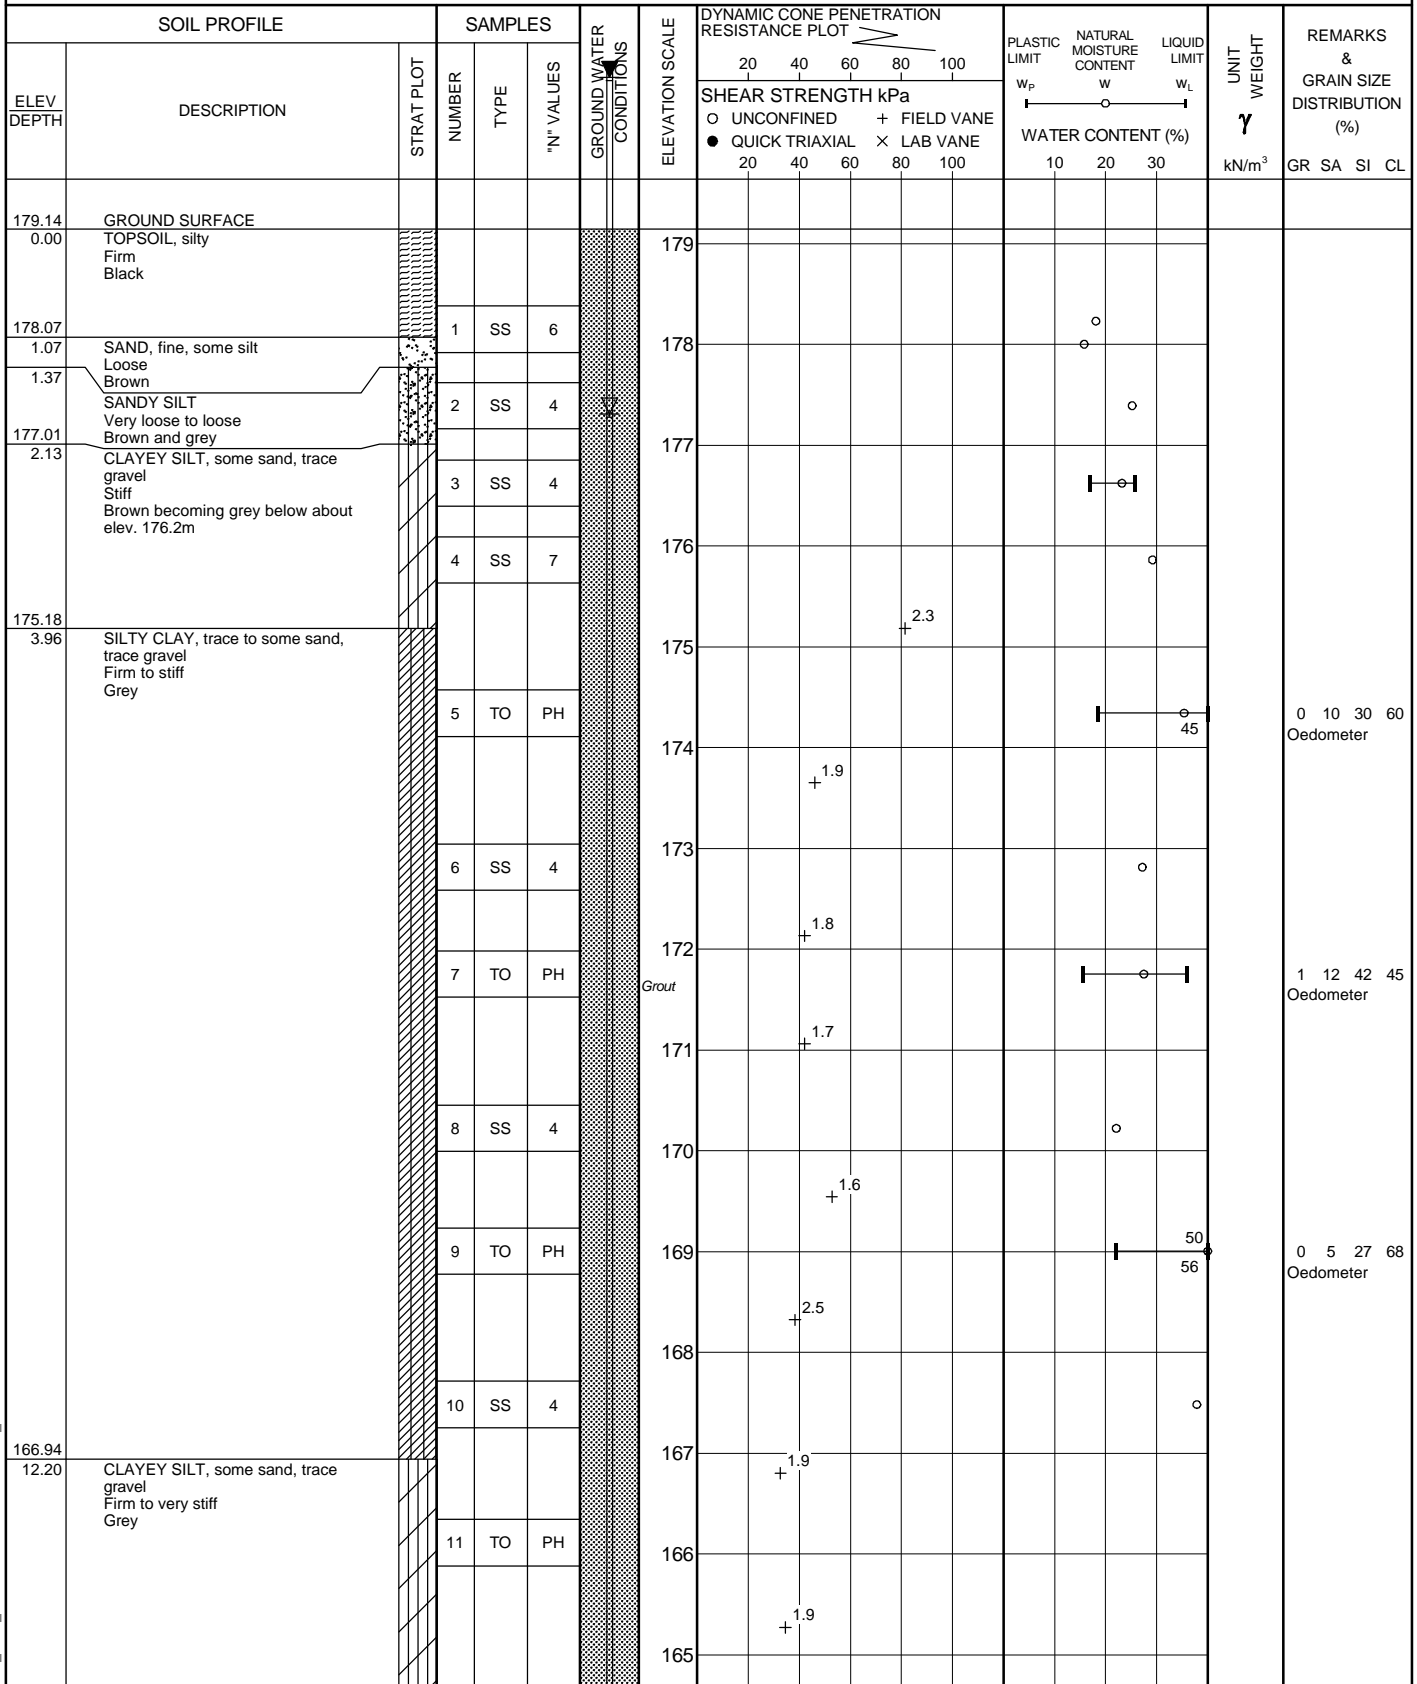 SOIL PROFILE
SAMPLES
GROUND WATER
CONDITIONS
ELEVATION SCALE
DYNAMIC CONE PENETRATION
RESISTANCE PLOT
20 40 60 80 100
PLASTIC
LIMIT
NATURAL
MOISTURE
CONTENT
LIQUID
LIMIT
WP W WL
UNIT
WEIGHT
γ
kN/m3
REMARKS
&
GRAIN SIZE
DISTRIBUTION
(%)
GR SA SI CL
ELEV
DEPTH
DESCRIPTION
STRAT PLOT
NUMBER
TYPE
"N" VALUES
SHEAR STRENGTH kPa
UNCONFINED + FIELD VANE
QUICK TRIAXIAL × LAB VANE
20 40 60 80 100
WATER CONTENT (%)
10 20 30
179.14 GROUND SURFACE
0.00 TOPSOIL, silty
Firm
Black
179
178.07
1 SS 6
178
1.07 SAND, fine, some silt
Loose
Brown
1.37
SANDY SILT
Very loose to loose
Brown and grey
2 SS 4
177.01
177
2.13 CLAYEY SILT, some sand, trace
gravel
Stiff
Brown becoming grey below about
elev. 176.2m
3 SS 4
176
4 SS 7
175.18
2.3
3.96 SILTY CLAY, trace to some sand,
trace gravel
Firm to stiff
Grey
175
5 TO PH
45
0 10 30 60
Oedometer
174
1.9
173
6 SS 4
1.8
172
7 TO PH
Grout
1 12 42 45
Oedometer
1.7
171
8 SS 4
170
1.6
50
9 TO PH
169
56
0 5 27 68
Oedometer
2.5
168
10 SS 4
166.94
167
1.9
12.20 CLAYEY SILT, some sand, trace
gravel
Firm to very stiff
Grey
11 TO PH
166
1.9
165